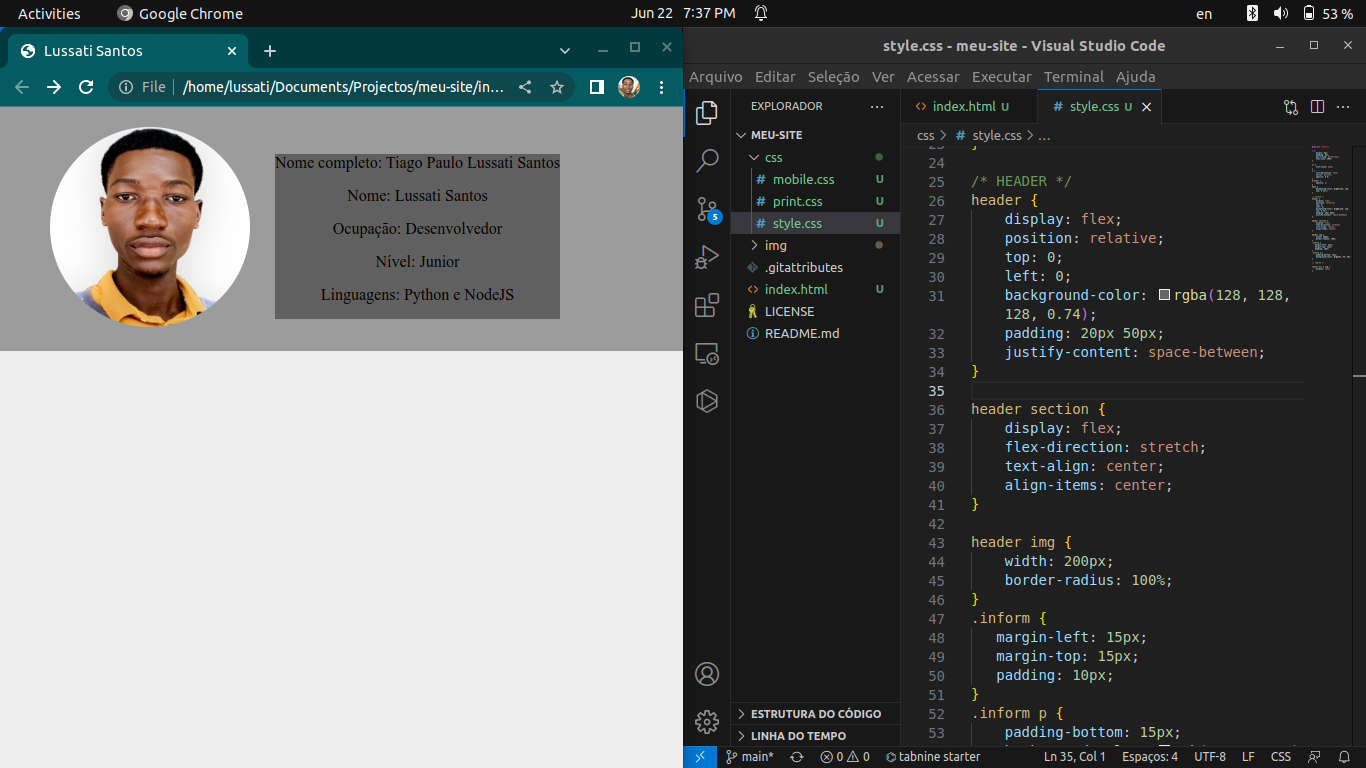 Activities
Google Chrome
Jun 22 7:37 PM
en
53 %
Lussati Santos
File
/home/lussati/Documents/Projectos/meu-site/in...
Nome completo: Tiago Paulo Lussati Santos
Nome: Lussati Santos
Ocupação: Desenvolvedor
Nível: Junior
Linguagens: Python e NodeJS
style.css - meu-site - Visual Studio Code
Arquivo Editar Seleção Ver Acessar Executar Terminal Ajuda
EXPLORADOR
MEU-SITE
css
# mobile.css U
# print.css U
# style.css U
img
.gitattributes
<> index.html U
LICENSE
README.md
ESTRUTURA DO CÓDIGO
LINHA DO TEMPO
5
<> index.html U
# style.css U
css > # style.css > ...
23 }
24
25 /* HEADER */
26 header {
27 display: flex;
28 position: relative;
29 top: 0;
30 left: 0;
31 background-color: rgba(128, 128,
128, 0.74);
32 padding: 20px 50px;
33 justify-content: space-between;
34 }
35
36 header section {
37 display: flex;
38 flex-direction: stretch;
39 text-align: center;
40 align-items: center;
41 }
42
43 header img {
44 width: 200px;
45 border-radius: 100%;
46 }
47 .inform {
48 margin-left: 15px;
49 margin-top: 15px;
50 padding: 10px;
51 }
52 .inform p {
53 padding-bottom: 15px;
main*
0 0
tabnine starter
Ln 35, Col 1
Espaços: 4
UTF-8
LF
CSS